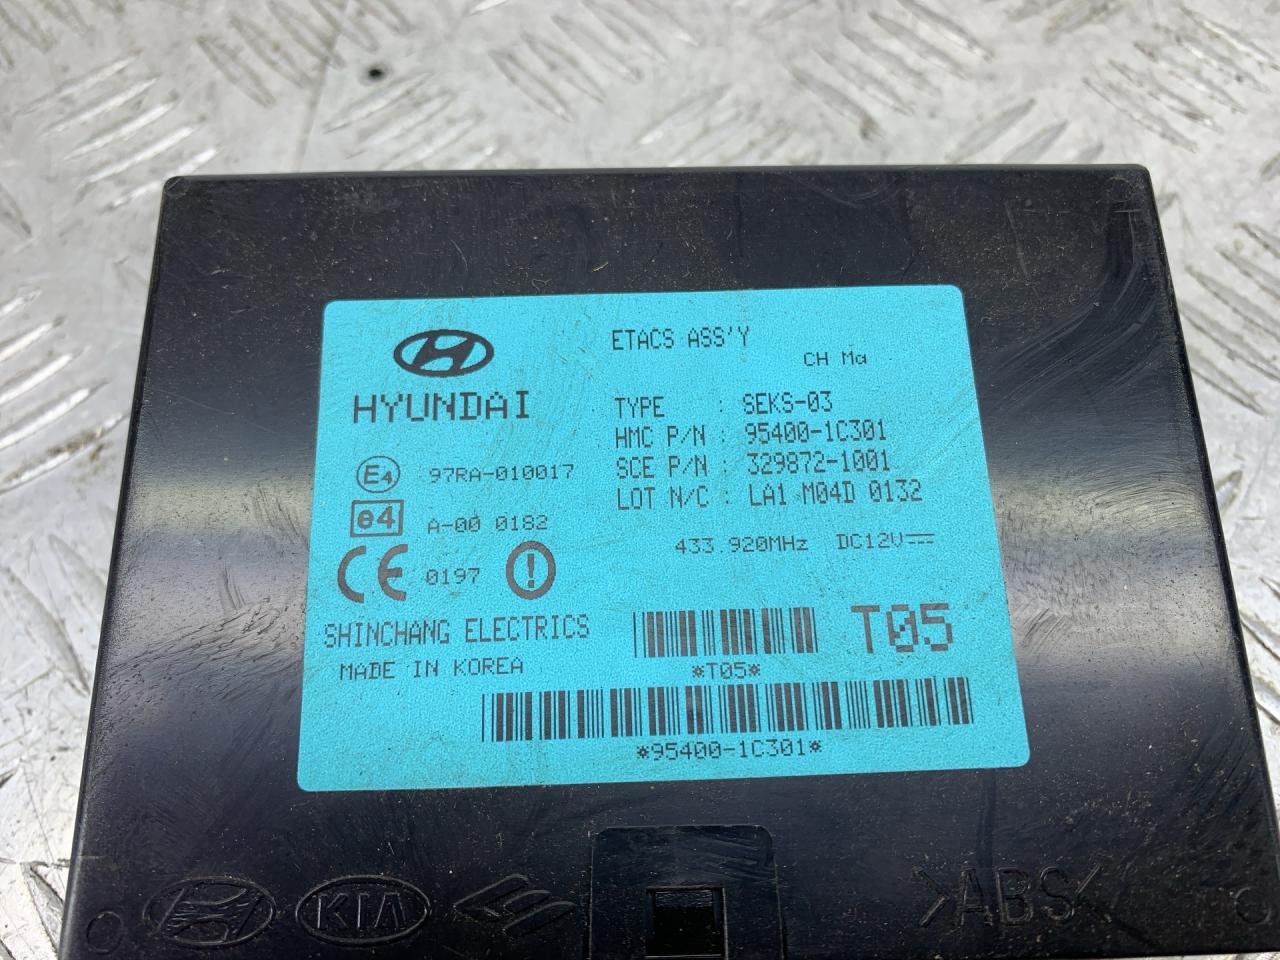 ETACS ASS'Y
CH Ma
HYUNDAI
TYPE : SEKS-03
HMC P/N : 95400-1C301
SCE P/N : 329872-1001
LOT N/C : LA1 M04D 0132
E4 97RA-010017
e4 A-00 0182
433.920MHz DC12V
CE 0197 !
SHINCHANG ELECTRICS
MADE IN KOREA
T05
*T05*
*95400-1C301*
KIA
>ABS<